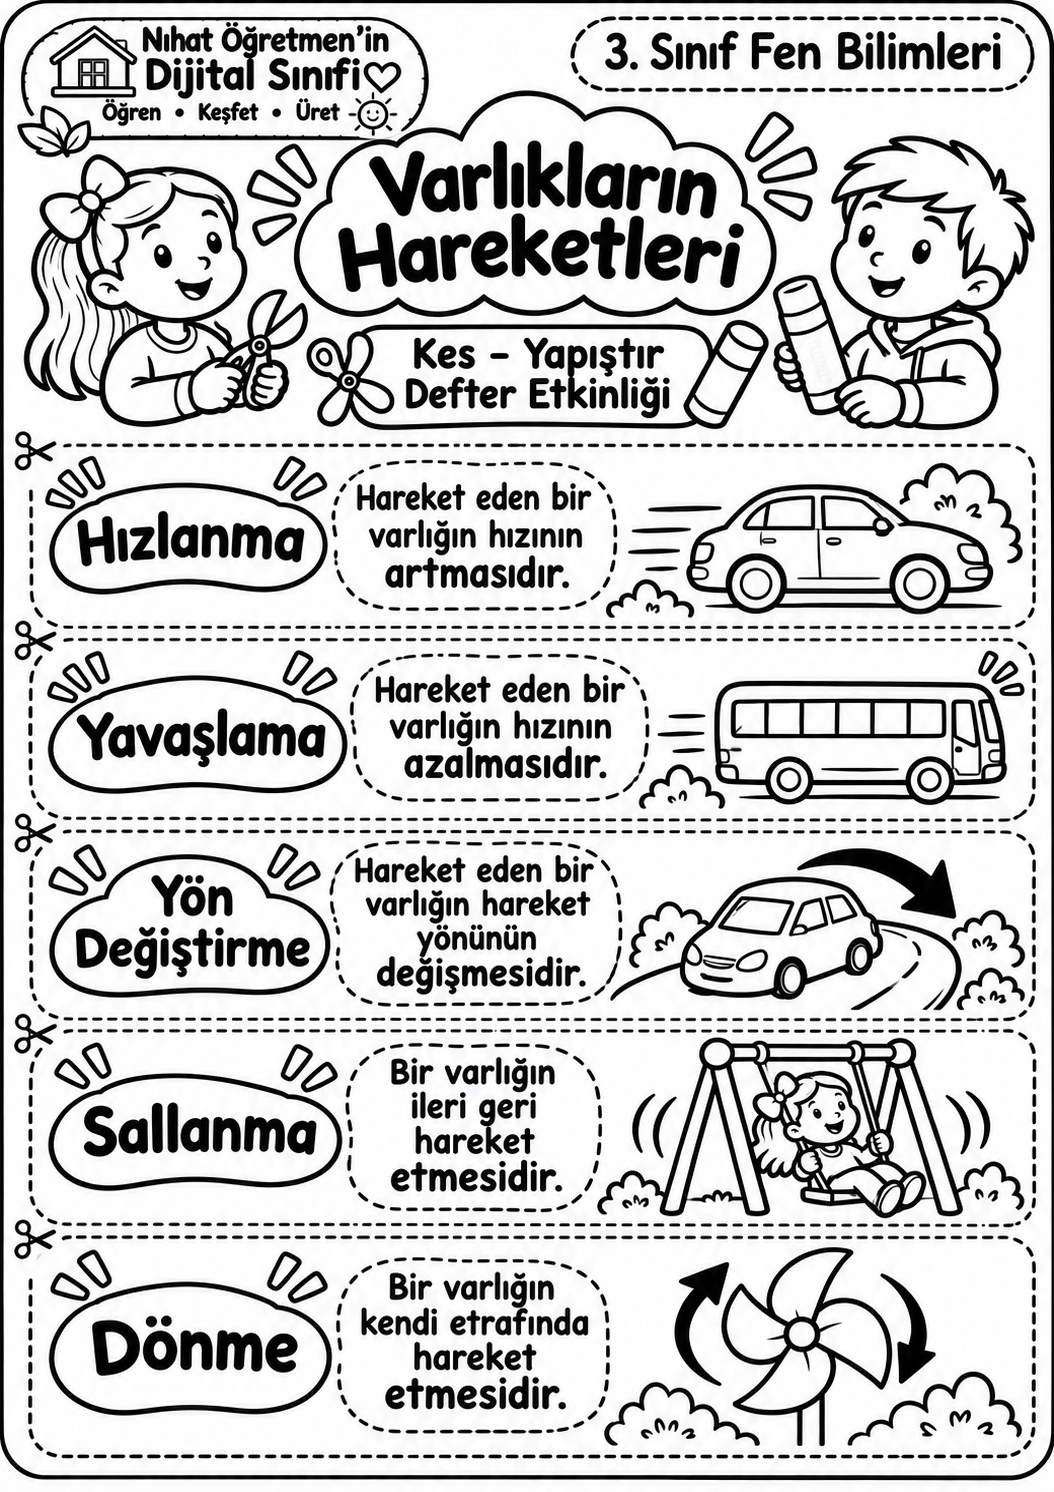 Nihat Öğretmen'in
Dijital Sınıfı
Öğren • Keşfet • Üret
3. Sınıf Fen Bilimleri
Varlıkların
Hareketleri
Kes – Yapıştır
Defter Etkinliği
Hızlanma
Hareket eden bir
varlığın hızının
artmasıdır.
Yavaşlama
Hareket eden bir
varlığın hızının
azalmasıdır.
Yön
Değiştirme
Hareket eden bir
varlığın hareket
yönünün
değişmesidir.
Sallanma
Bir varlığın
ileri geri
hareket
etmesidir.
Dönme
Bir varlığın
kendi etrafında
hareket
etmesidir.